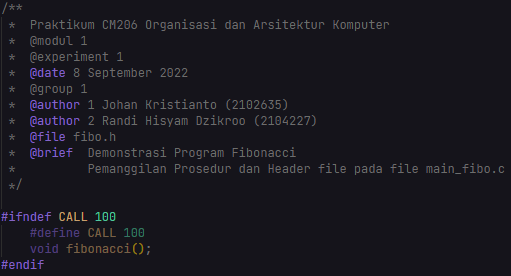 /**
 *  Praktikum CM206 Organisasi dan Arsitektur Komputer
 *  @modul 1
 *  @experiment 1
 *  @date 8 September 2022
 *  @group 1
 *  @author 1 Johan Kristianto (2102635)
 *  @author 2 Randi Hisyam Dzikroo (2104227)
 *  @file fibo.h
 *  @brief  Demonstrasi Program Fibonacci
 *          Pemanggilan Prosedur dan Header file pada file main_fibo.c
 */
#ifndef CALL 100
    #define CALL 100
    void fibonacci();
#endif